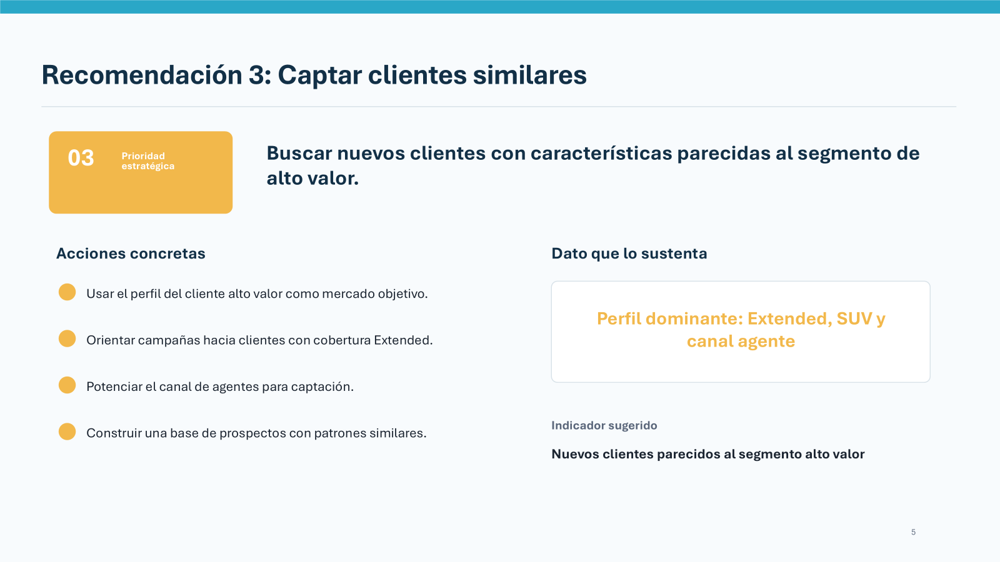 Recomendación 3: Captar clientes similares
03
Prioridad
estratégica
Buscar nuevos clientes con características parecidas al segmento de
alto valor.
Acciones concretas
Usar el perfil del cliente alto valor como mercado objetivo.
Orientar campañas hacia clientes con cobertura Extended.
Potenciar el canal de agentes para captación.
Construir una base de prospectos con patrones similares.
Dato que lo sustenta
Perfil dominante: Extended, SUV y
canal agente
Indicador sugerido
Nuevos clientes parecidos al segmento alto valor
5